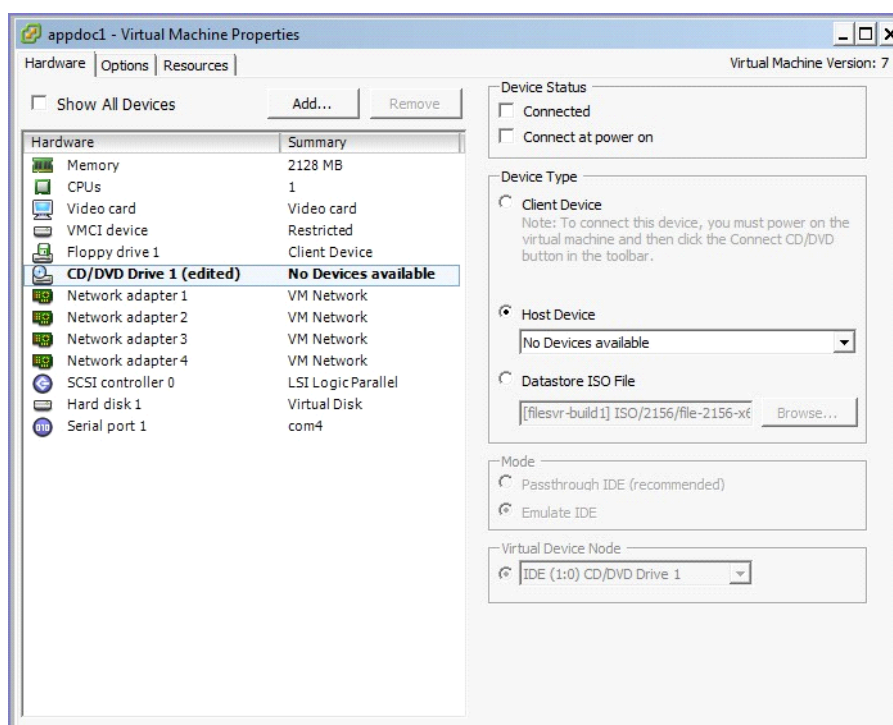 appdoc1 - Virtual Machine Properties
Hardware Options Resources Virtual Machine Version: 7
Show All Devices Add... Remove
Hardware Summary
Memory 2128 MB
CPUs 1
Video card Video card
VMCI device Restricted
Floppy drive 1 Client Device
CD/DVD Drive 1 (edited) No Devices available
Network adapter 1 VM Network
Network adapter 2 VM Network
Network adapter 3 VM Network
Network adapter 4 VM Network
SCSI controller 0 LSI Logic Parallel
Hard disk 1 Virtual Disk
Serial port 1 com4
Device Status
Connected
Connect at power on
Device Type
Client Device
Note: To connect this device, you must power on the
virtual machine and then click the Connect CD/DVD
button in the toolbar.
Host Device
No Devices available
Datastore ISO File
[filesvr-build1] ISO/2156/file-2156-x6 Browse...
Mode
Passthrough IDE (recommended)
Emulate IDE
Virtual Device Node
IDE (1:0) CD/DVD Drive 1